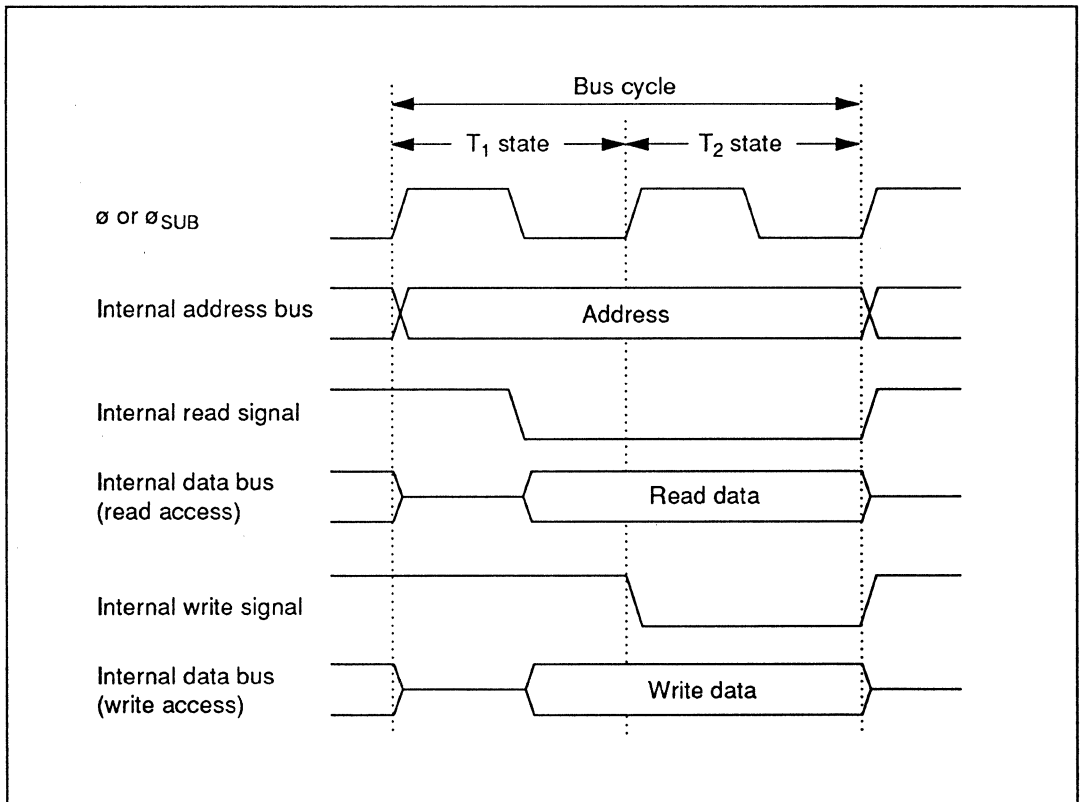 Bus cycle
T₁ state
T₂ state
ø or ø_SUB
Internal address bus
Address
Internal read signal
Internal data bus
(read access)
Read data
Internal write signal
Internal data bus
(write access)
Write data